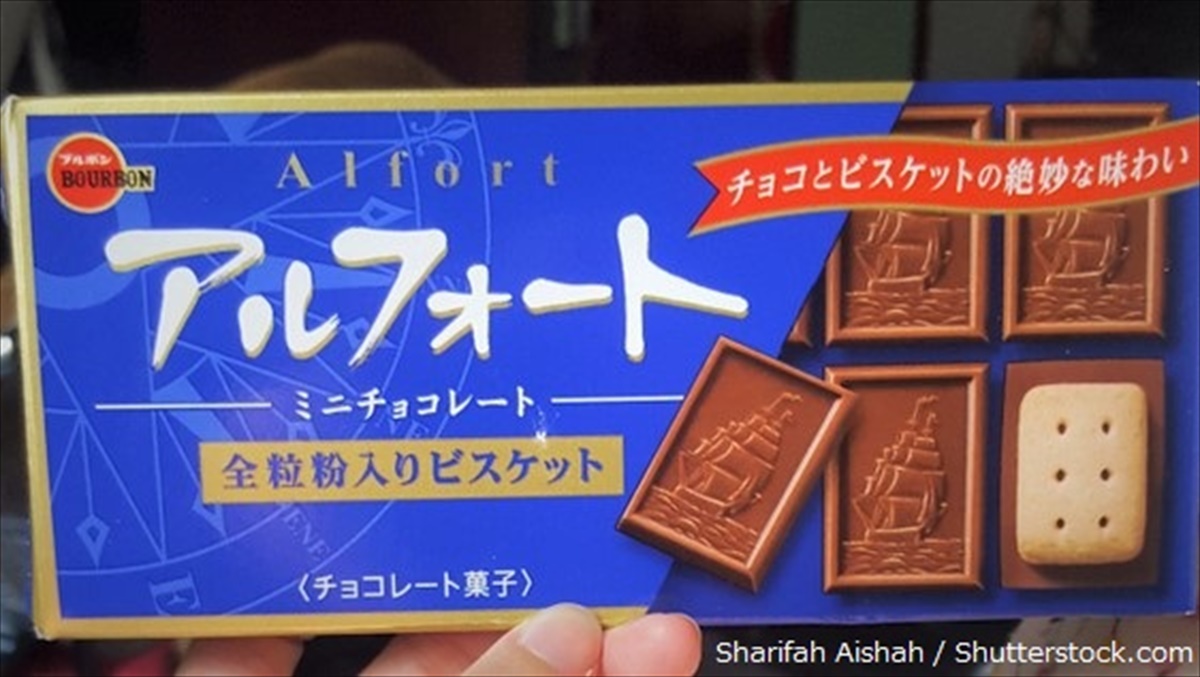 ブルボン
BOURBON
Alfort
チョコとビスケットの絶妙な味わい
アルフォート
ミニチョコレート
全粒粉入りビスケット
ENE
E
〈チョコレート菓子〉
Sharifah Aishah / Shutterstock.com